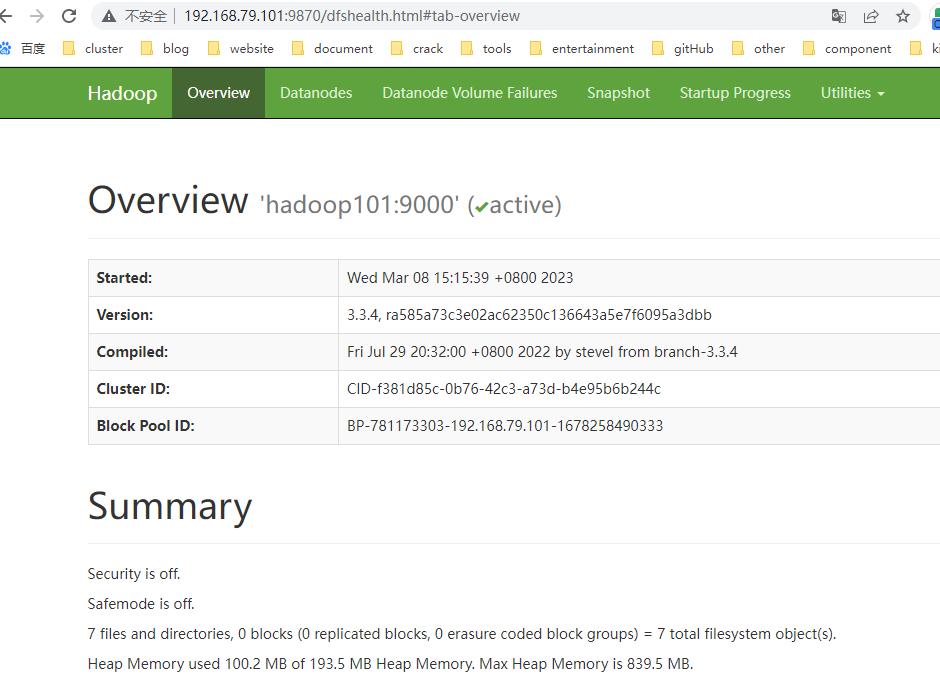 不安全 192.168.79.101:9870/dfshealth.html#tab-overview
百度 cluster blog website document crack tools entertainment gitHub other component
Hadoop Overview Datanodes Datanode Volume Failures Snapshot Startup Progress Utilities
Overview 'hadoop101:9000' (✔active)
Started: Wed Mar 08 15:15:39 +0800 2023
Version: 3.3.4, ra585a73c3e02ac62350c136643a5e7f6095a3dbb
Compiled: Fri Jul 29 20:32:00 +0800 2022 by stevel from branch-3.3.4
Cluster ID: CID-f381d85c-0b76-42c3-a73d-b4e95b6b244c
Block Pool ID: BP-781173303-192.168.79.101-1678258490333
Summary
Security is off.
Safemode is off.
7 files and directories, 0 blocks (0 replicated blocks, 0 erasure coded block groups) = 7 total filesystem object(s).
Heap Memory used 100.2 MB of 193.5 MB Heap Memory. Max Heap Memory is 839.5 MB.